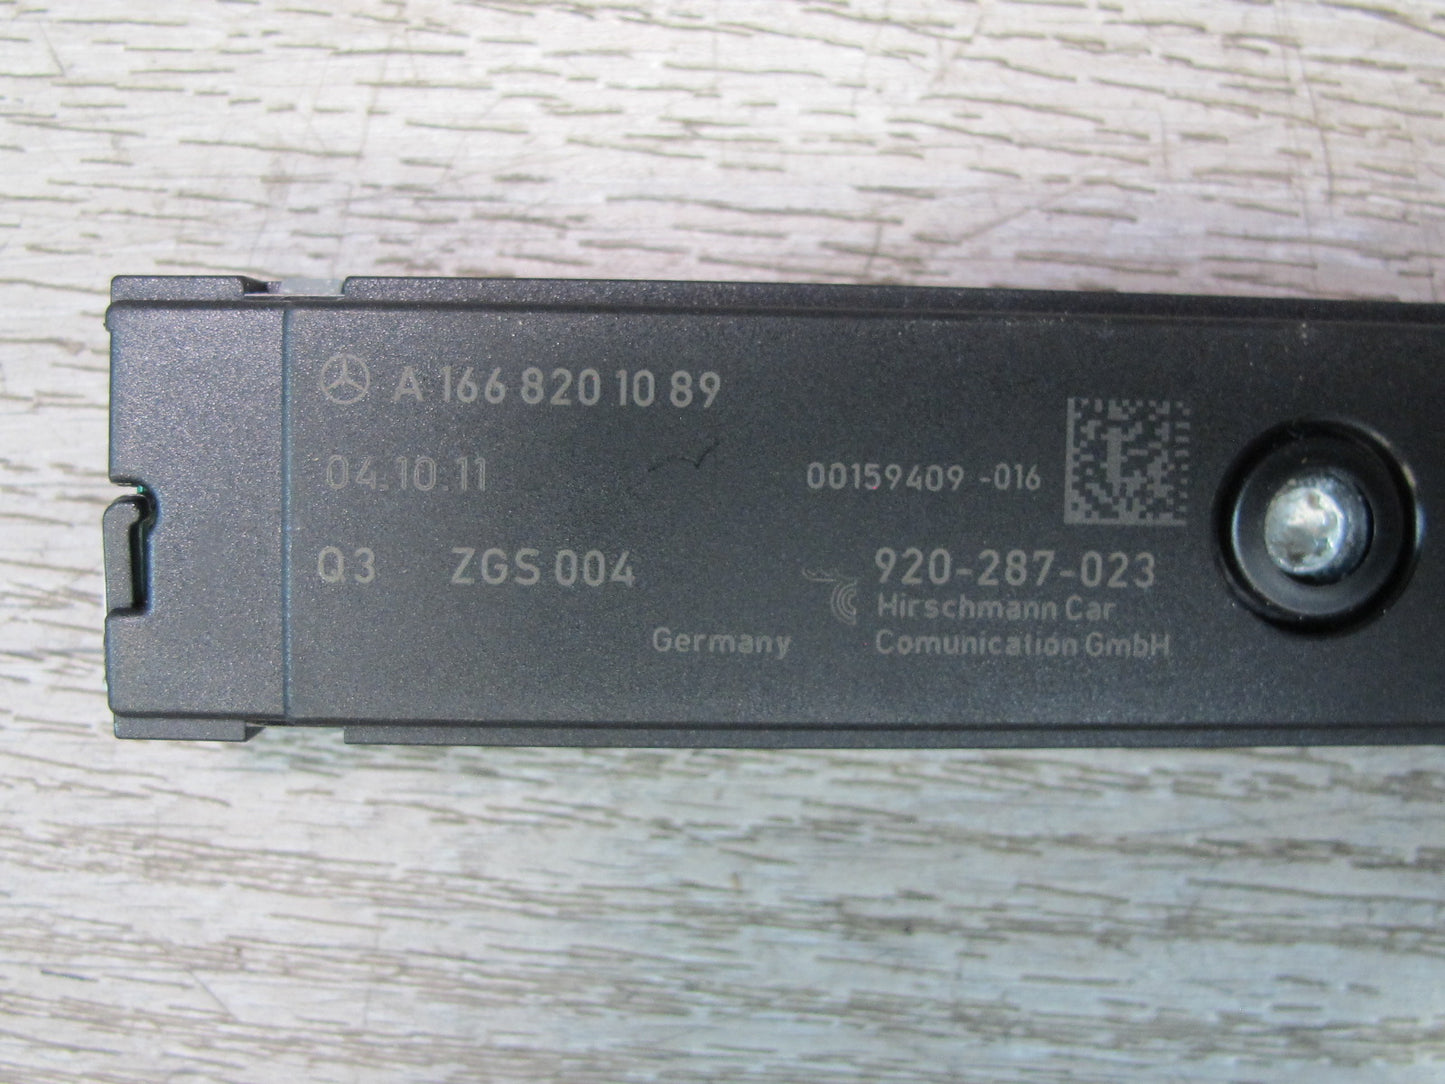 A 166 820 10 89
04.10.11
00159409 -016
Q3 ZGS 004
920-287-023
Hirschmann Car
Germany
Comunication GmbH